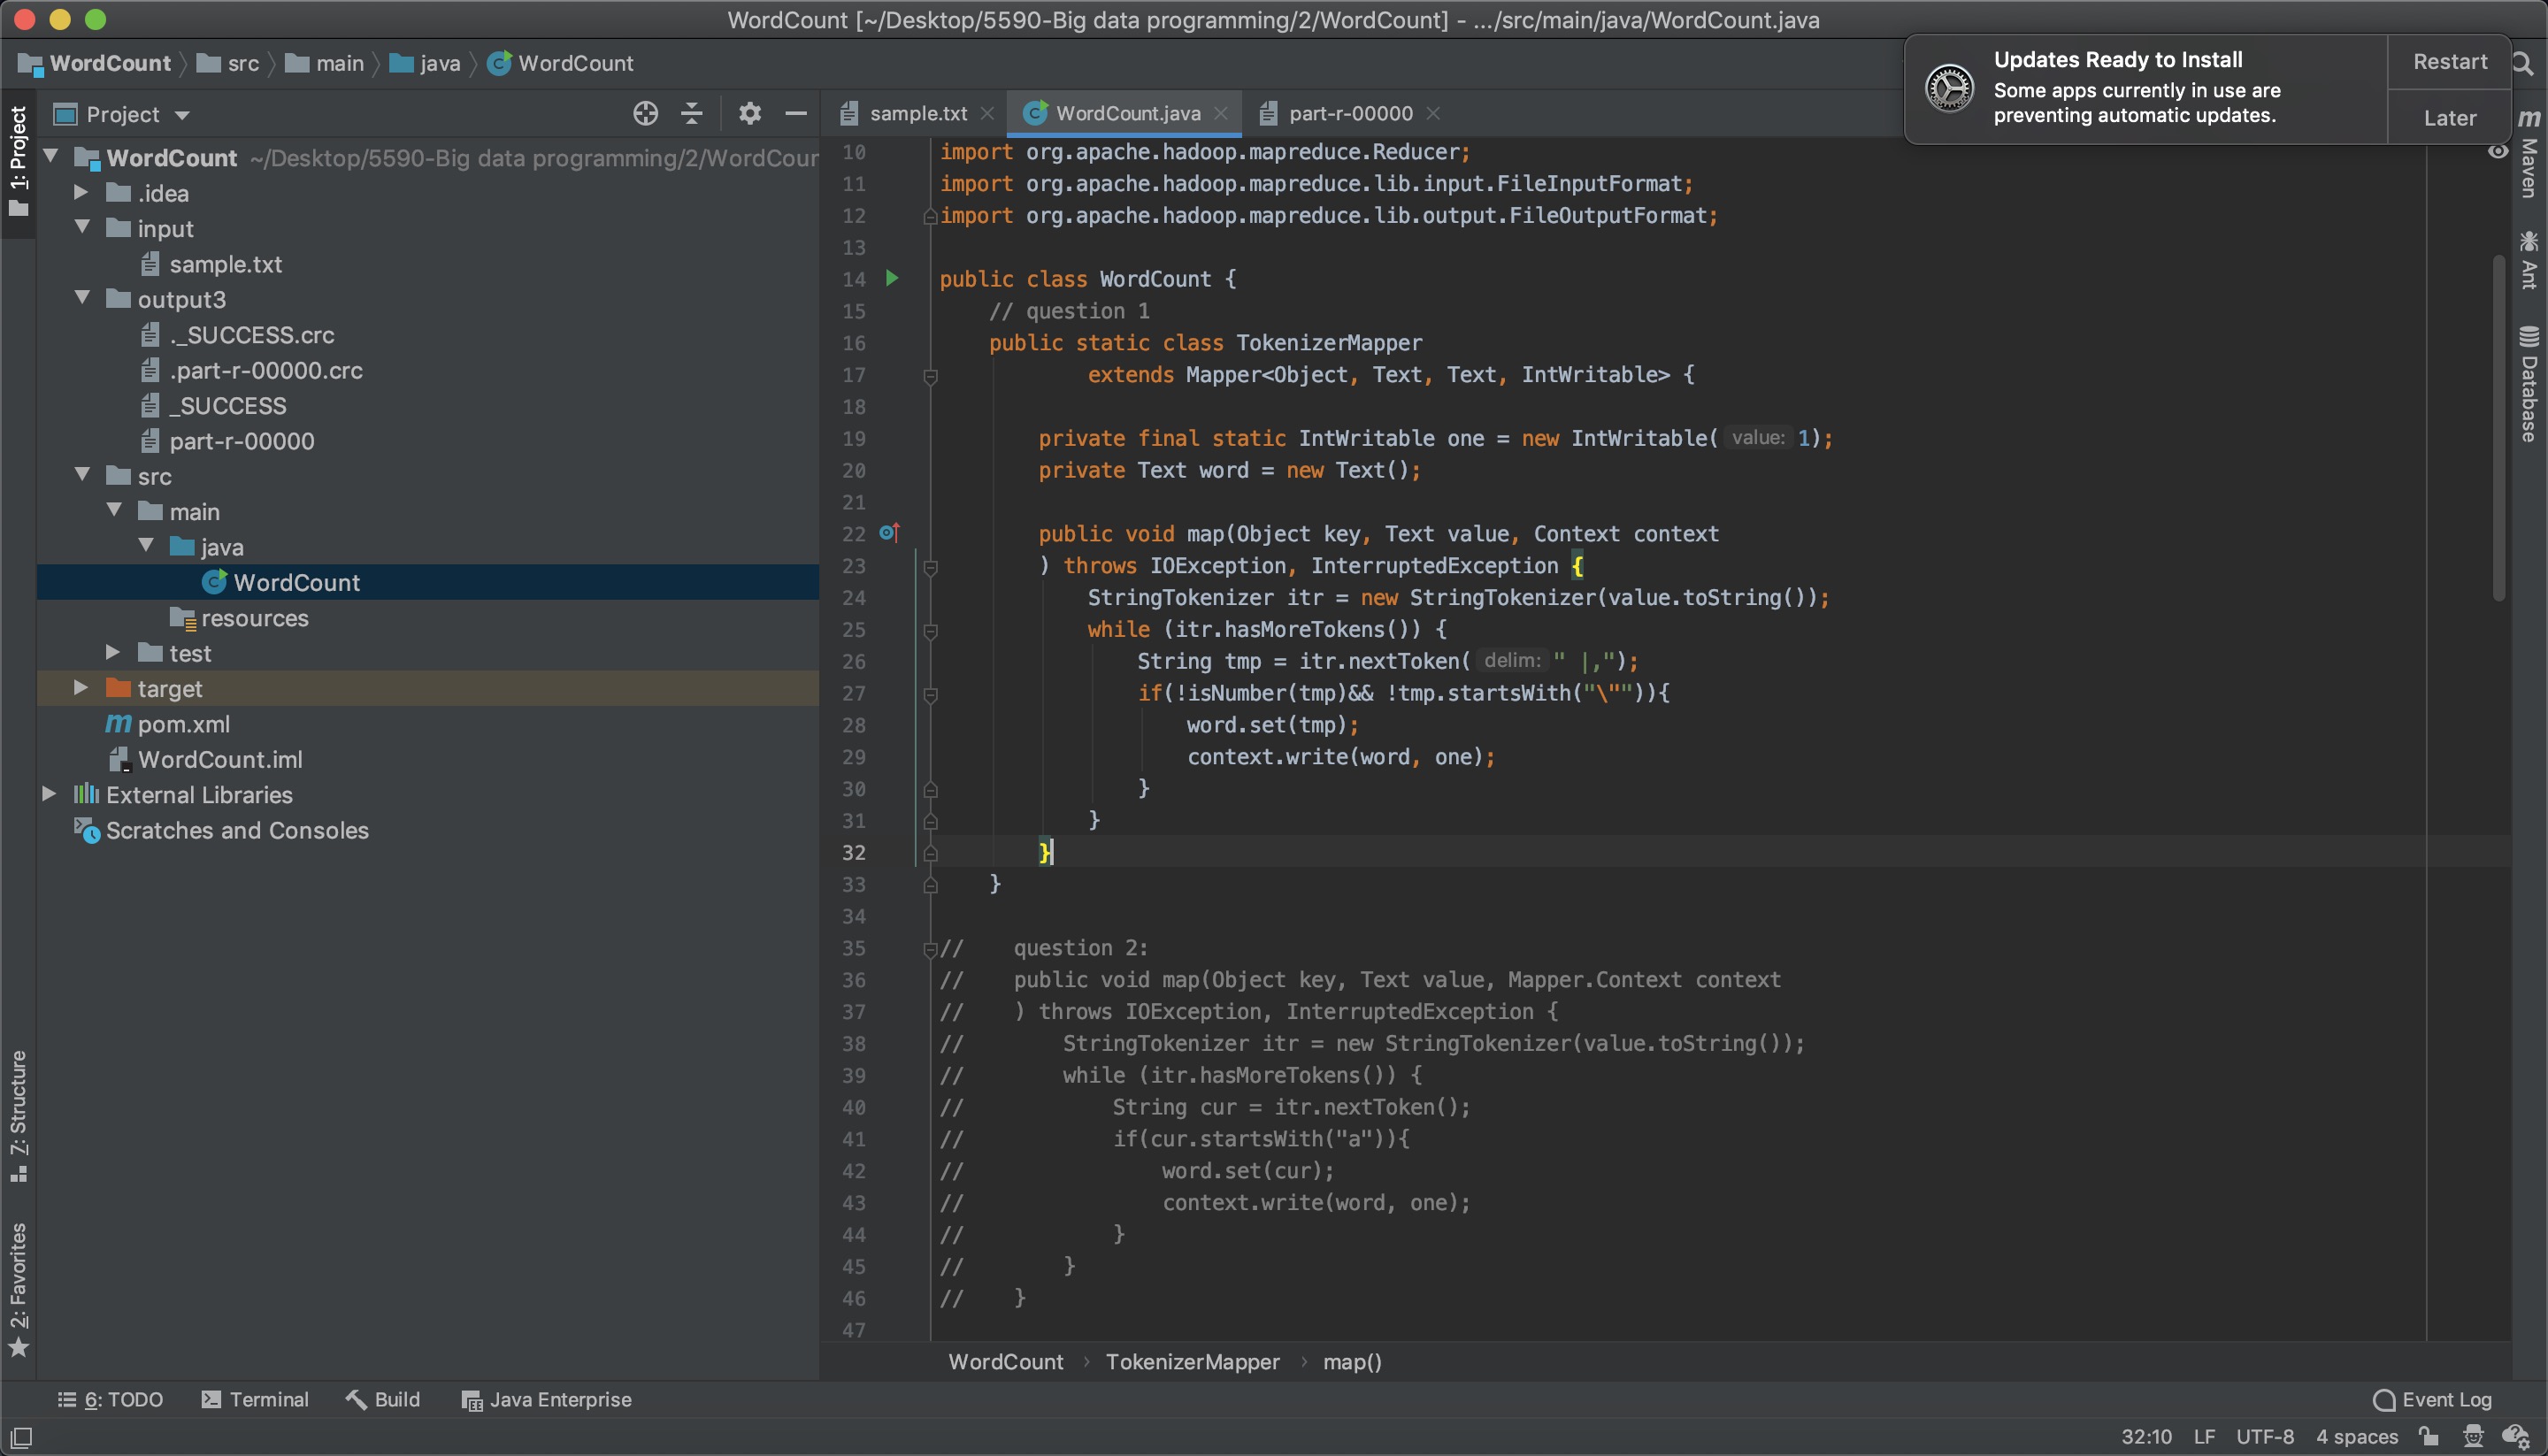 WordCount [~/Desktop/5590-Big data programming/2/WordCount] - .../src/main/java/WordCount.java
WordCount src main java WordCount
Updates Ready to Install
Some apps currently in use are
preventing automatic updates.
Restart
Later
1: Project
Project
sample.txt
WordCount.java
part-r-00000
WordCount ~/Desktop/5590-Big data programming/2/WordCour
.idea
input
sample.txt
output3
._SUCCESS.crc
.part-r-00000.crc
_SUCCESS
part-r-00000
src
main
java
WordCount
resources
test
target
pom.xml
WordCount.iml
External Libraries
Scratches and Consoles
7: Structure
2: Favorites
10 import org.apache.hadoop.mapreduce.Reducer;
11 import org.apache.hadoop.mapreduce.lib.input.FileInputFormat;
12 import org.apache.hadoop.mapreduce.lib.output.FileOutputFormat;
13
14 public class WordCount {
15 // question 1
16 public static class TokenizerMapper
17 extends Mapper<Object, Text, Text, IntWritable> {
18
19 private final static IntWritable one = new IntWritable( value: 1);
20 private Text word = new Text();
21
22 public void map(Object key, Text value, Context context
23 ) throws IOException, InterruptedException {
24 StringTokenizer itr = new StringTokenizer(value.toString());
25 while (itr.hasMoreTokens()) {
26 String tmp = itr.nextToken( delim: " |,");
27 if(!isNumber(tmp)&& !tmp.startsWith("\"")){
28 word.set(tmp);
29 context.write(word, one);
30 }
31 }
32 }
33 }
34
35 // question 2:
36 // public void map(Object key, Text value, Mapper.Context context
37 // ) throws IOException, InterruptedException {
38 // StringTokenizer itr = new StringTokenizer(value.toString());
39 // while (itr.hasMoreTokens()) {
40 // String cur = itr.nextToken();
41 // if(cur.startsWith("a")){
42 // word.set(cur);
43 // context.write(word, one);
44 // }
45 // }
46 // }
47
Maven
Ant
Database
WordCount › TokenizerMapper › map()
6: TODO
Terminal
Build
Java Enterprise
Event Log
32:10 LF UTF-8 4 spaces